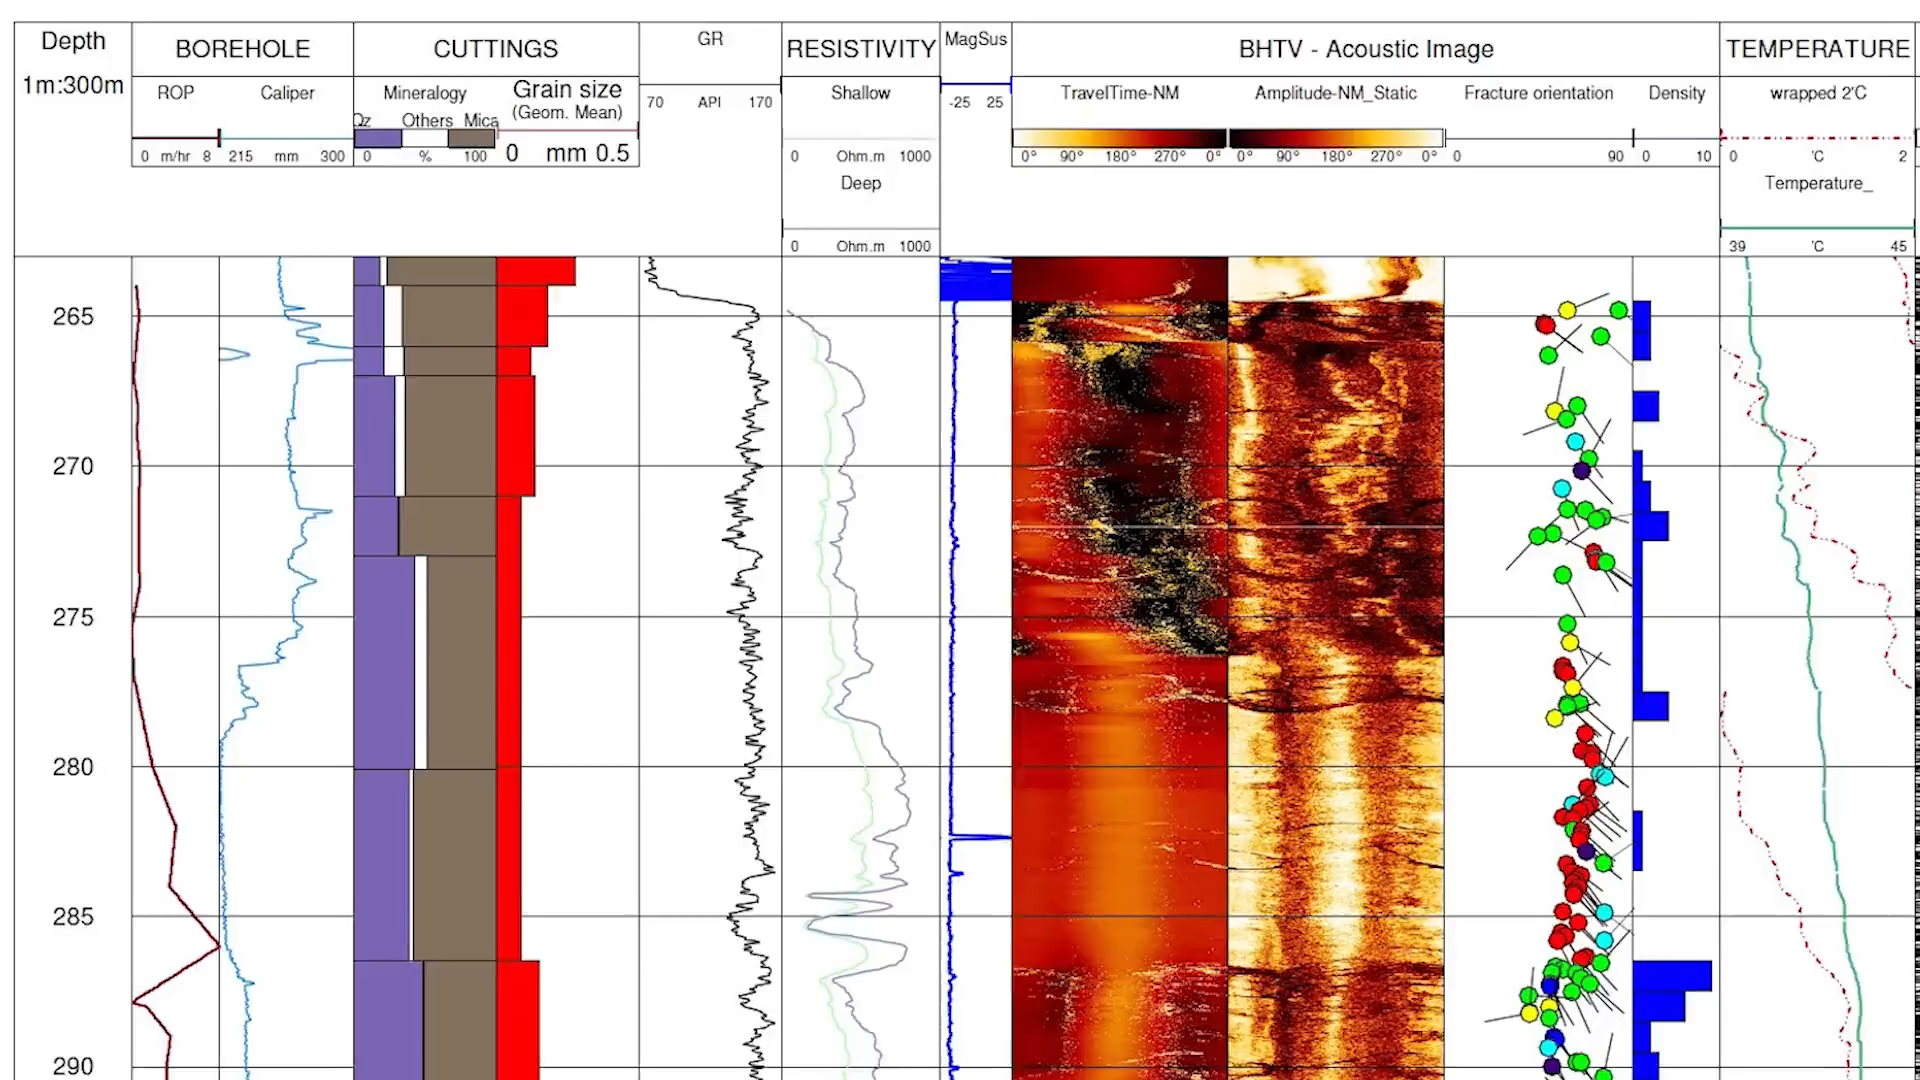 Depth
1m:300m
BOREHOLE
ROP
0 m/hr 8
Caliper
215 mm 300
CUTTINGS
Mineralogy
Qz Others Mica
0 % 100
Grain size
(Geom. Mean)
0 mm 0.5
GR
70 API 170
RESISTIVITY
Shallow
0 Ohm.m 1000
Deep
0 Ohm.m 1000
MagSus
-25 25
BHTV - Acoustic Image
TravelTime-NM
0° 90° 180° 270° 0°
Amplitude-NM_Static
0° 90° 180° 270° 0°
Fracture orientation
0 90
Density
0 10
TEMPERATURE
wrapped 2'C
0 'C 2
Temperature_
39 'C 45
265
270
275
280
285
290